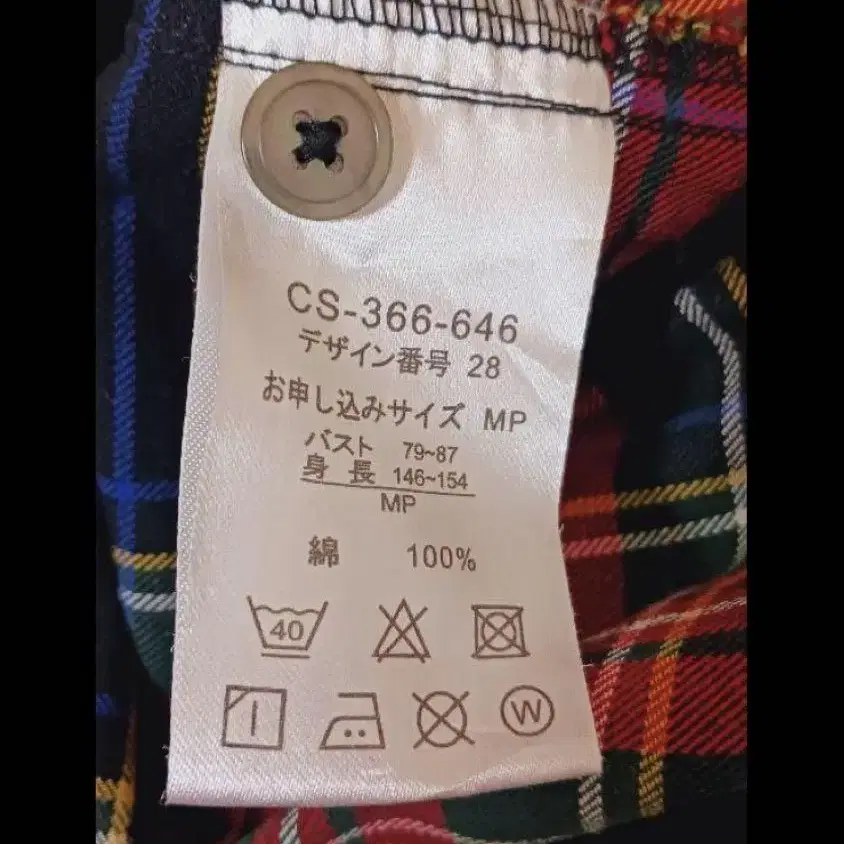 CS-366-646
デザイン番号 28
お申し込みサイズ MP
バスト 79~87
身 長 146~154
MP
綿 100%
40
W